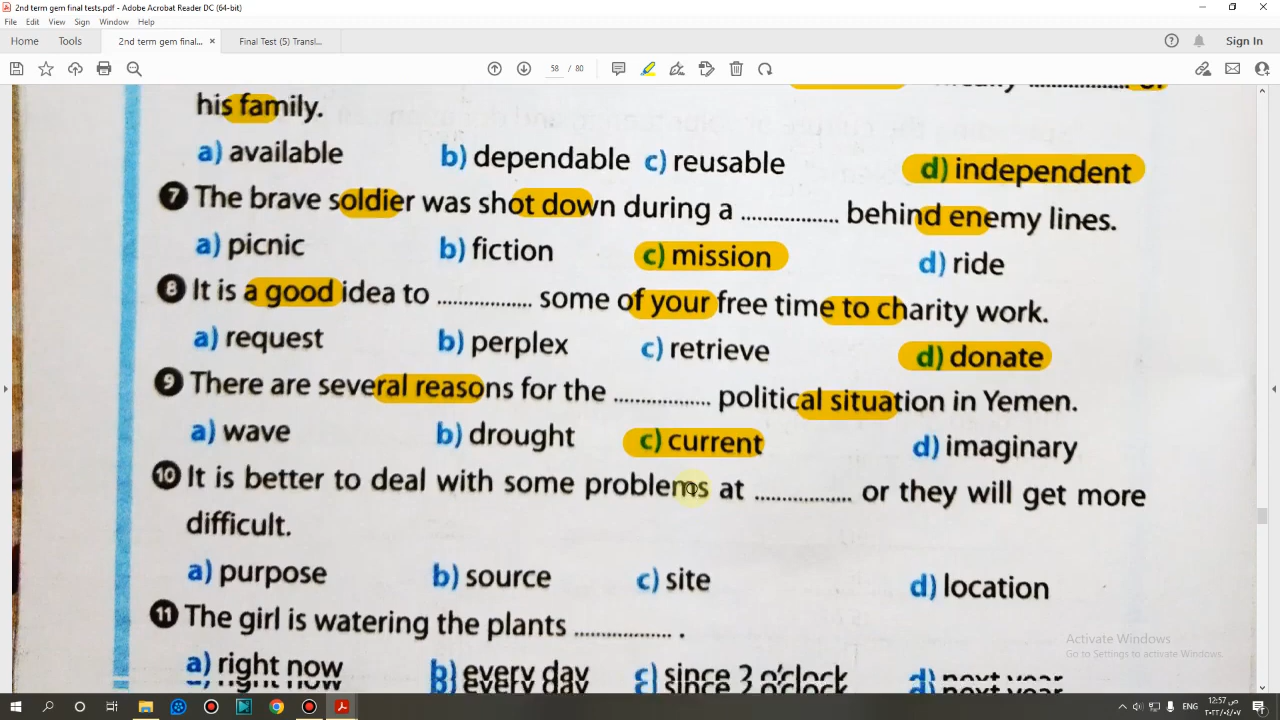 2nd term gem final tests.pdf - Adobe Acrobat Reader DC (64-bit)
File Edit View Sign Window Help
Home Tools 2nd term gem final... × Final Test (5) Transl... Sign In
58 / 80
his family.
a) available b) dependable c) reusable d) independent
7 The brave soldier was shot down during a ................. behind enemy lines.
a) picnic b) fiction c) mission d) ride
8 It is a good idea to ................. some of your free time to charity work.
a) request b) perplex c) retrieve d) donate
9 There are several reasons for the ................. political situation in Yemen.
a) wave b) drought c) current d) imaginary
10 It is better to deal with some problems at ................. or they will get more
difficult.
a) purpose b) source c) site d) location
11 The girl is watering the plants ................. .
a) right now b) every day c) since 3 o'clock d) next year
Activate Windows
Go to Settings to activate Windows.
ENG 12:57 ص